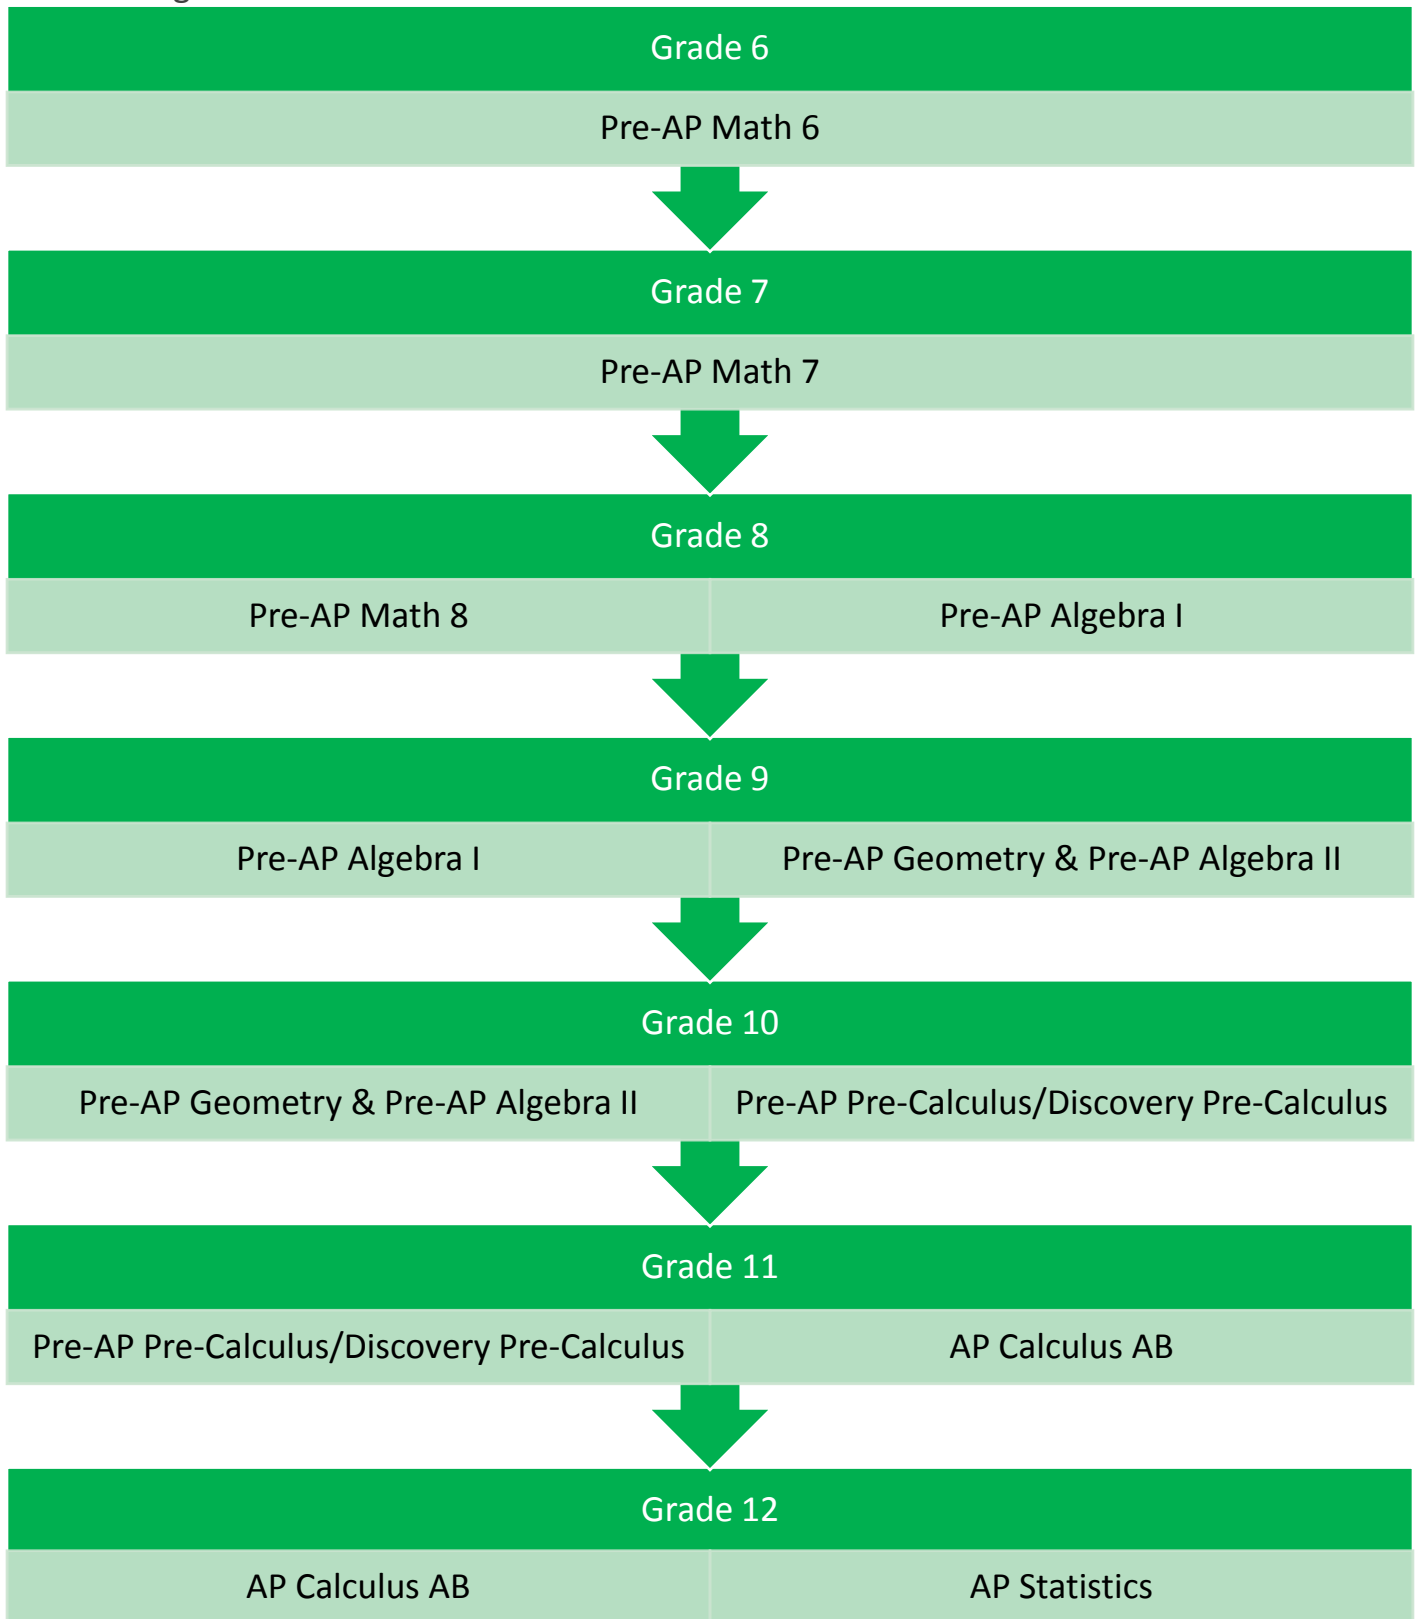 Grade 6
Pre-AP Math 6
Grade 7
Pre-AP Math 7
Grade 8
Pre-AP Math 8
Pre-AP Algebra I
Grade 9
Pre-AP Algebra I
Pre-AP Geometry & Pre-AP Algebra II
Grade 10
Pre-AP Geometry & Pre-AP Algebra II
Pre-AP Pre-Calculus/Discovery Pre-Calculus
Grade 11
Pre-AP Pre-Calculus/Discovery Pre-Calculus
AP Calculus AB
Grade 12
AP Calculus AB
AP Statistics